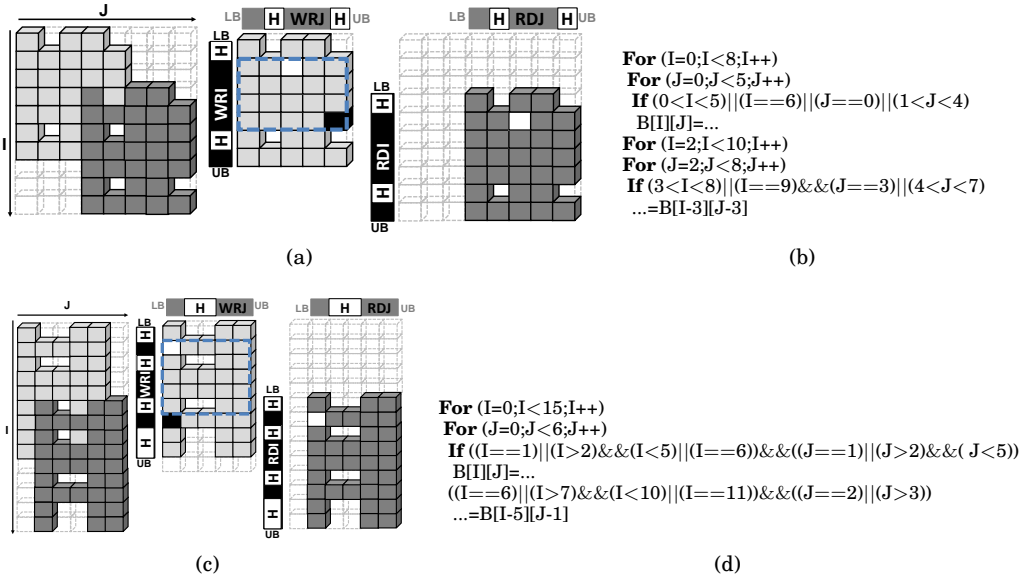 J
I
LB H WRJ H UB
LB
H
WRI
H
UB
LB H RDJ H UB
LB
H
RDI
H
UB
For (I=0;I<8;I++)
For (J=0;J<5;J++)
If (0<I<5)||(I==6)||(J==0)||(1<J<4)
B[I][J]=...
For (I=2;I<10;I++)
For (J=2;J<8;J++)
If (3<I<8)||(I==9)&&(J==3)||(4<J<7)
...=B[I-3][J-3]
(a)
(b)
J
I
LB H WRJ UB
LB
H
H
WRI
H
H
UB
LB H RDJ UB
LB
H
H
RDI
H
H
UB
For (I=0;I<15;I++)
For (J=0;J<6;J++)
If ((I==1)||(I>2)&&(I<5)||(I==6))&&((J==1)||(J>2)&&( J<5))
B[I][J]=...
((I==6)||(I>7)&&(I<10)||(I==11))&&((J==2)||(J>3))
...=B[I-5][J-1]
(c)
(d)